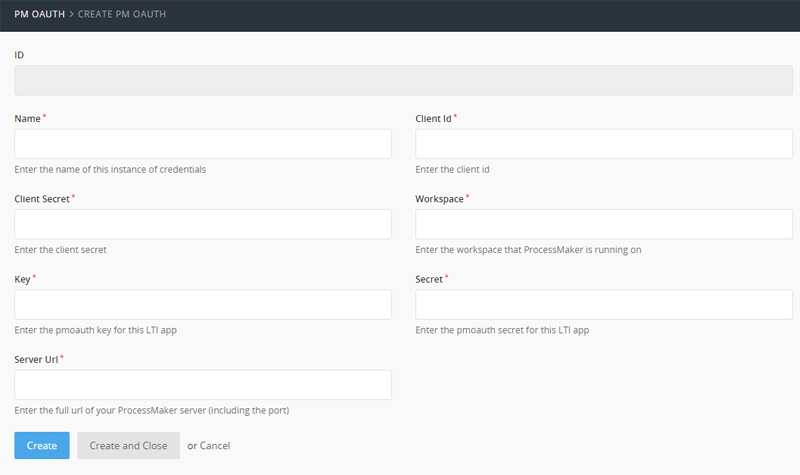 PM OAUTH > CREATE PM OAUTH
ID
Name * Client Id *
Enter the name of this instance of credentials Enter the client id
Client Secret * Workspace *
Enter the client secret Enter the workspace that ProcessMaker is running on
Key * Secret *
Enter the pmoauth key for this LTI app Enter the pmoauth secret for this LTI app
Server Url *
Enter the full url of your ProcessMaker server (including the port)
Create Create and Close or Cancel